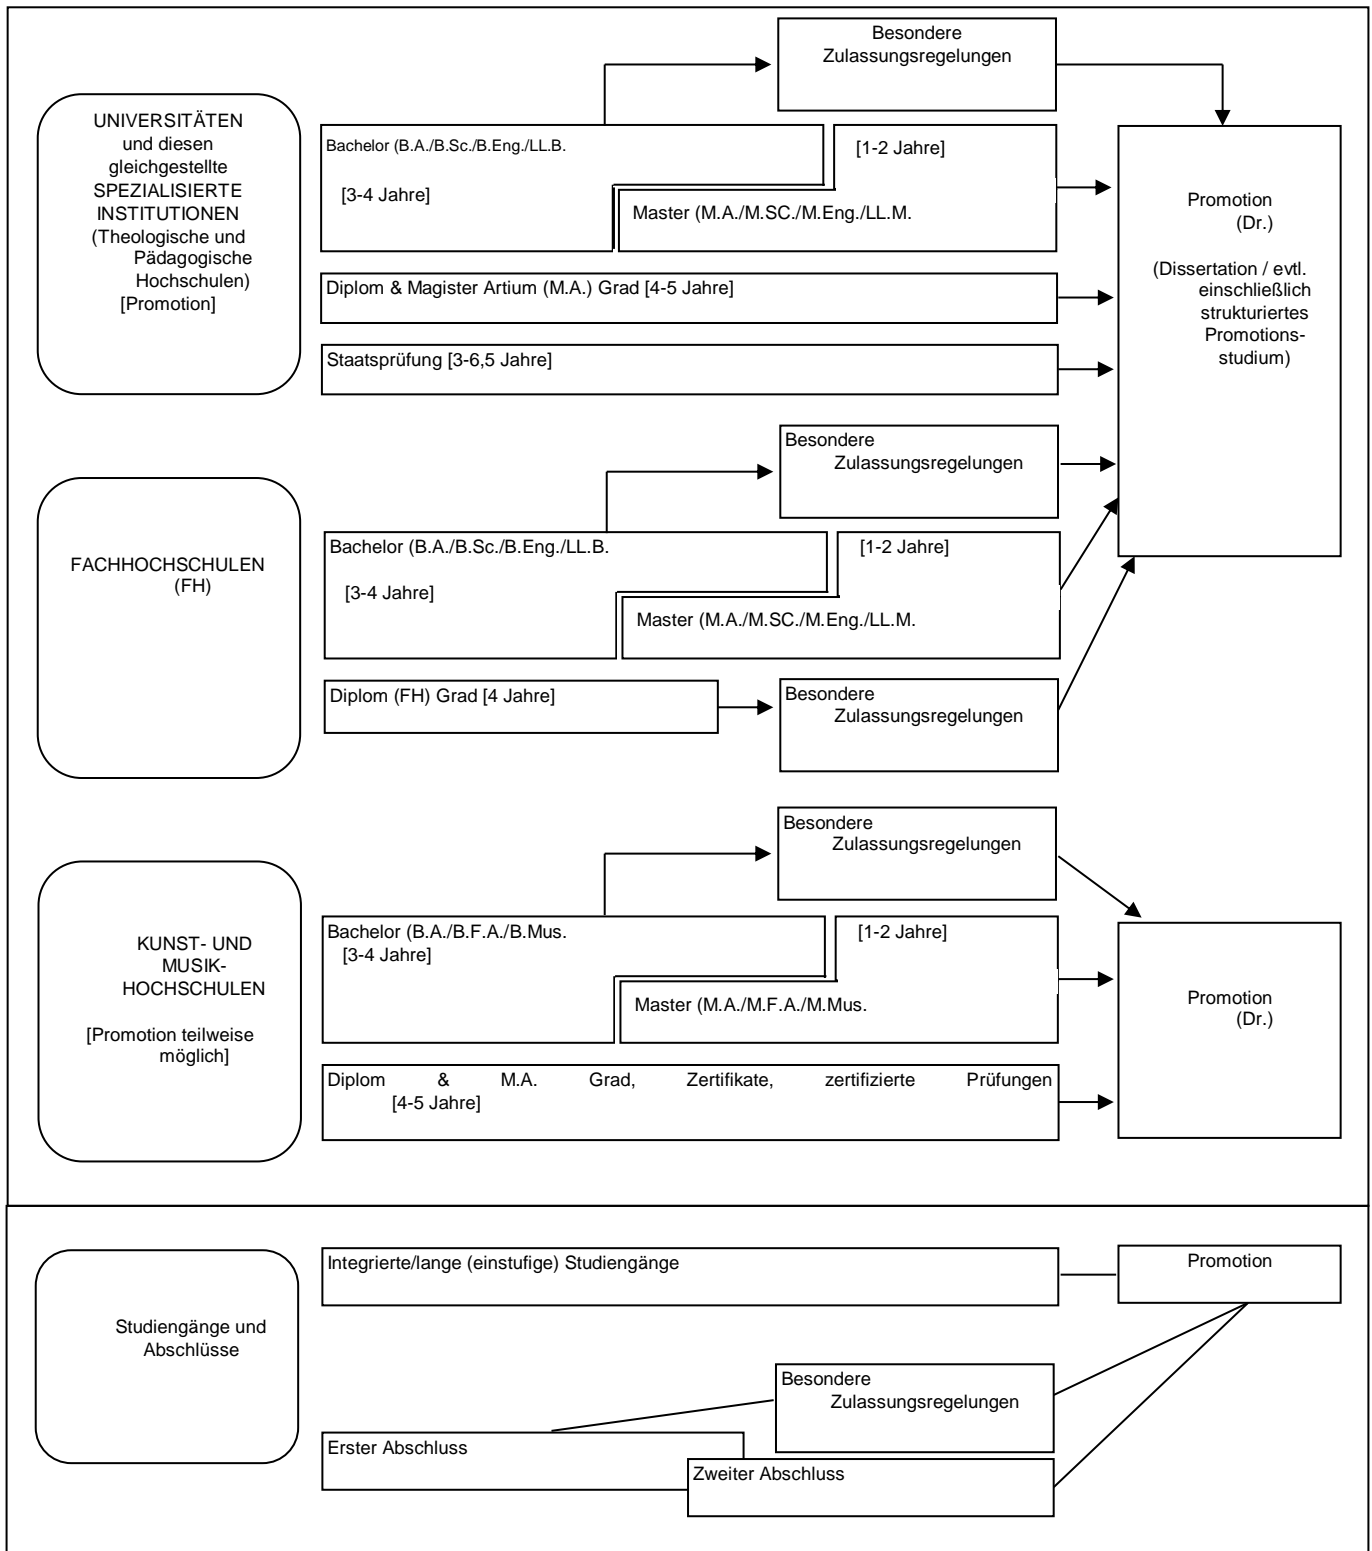 Besondere
Zulassungsregelungen
UNIVERSITÄTEN
und diesen
gleichgestellte
SPEZIALISIERTE
INSTITUTIONEN
(Theologische und
Pädagogische
Hochschulen)
[Promotion]
Bachelor (B.A./B.Sc./B.Eng./LL.B.
[3-4 Jahre]
[1-2 Jahre]
Master (M.A./M.SC./M.Eng./LL.M.
Diplom & Magister Artium (M.A.) Grad [4-5 Jahre]
Staatsprüfung [3-6,5 Jahre]
Promotion
(Dr.)
(Dissertation / evtl.
einschließlich
strukturiertes
Promotions-
studium)
Besondere
Zulassungsregelungen
FACHHOCHSCHULEN
(FH)
Bachelor (B.A./B.Sc./B.Eng./LL.B.
[3-4 Jahre]
[1-2 Jahre]
Master (M.A./M.SC./M.Eng./LL.M.
Diplom (FH) Grad [4 Jahre]
Besondere
Zulassungsregelungen
Besondere
Zulassungsregelungen
KUNST- UND
MUSIK-
HOCHSCHULEN
[Promotion teilweise
möglich]
Bachelor (B.A./B.F.A./B.Mus.
[3-4 Jahre]
[1-2 Jahre]
Master (M.A./M.F.A./M.Mus.
Diplom & M.A. Grad, Zertifikate, zertifizierte Prüfungen
[4-5 Jahre]
Promotion
(Dr.)
Studiengänge und
Abschlüsse
Integrierte/lange (einstufige) Studiengänge
Promotion
Besondere
Zulassungsregelungen
Erster Abschluss
Zweiter Abschluss